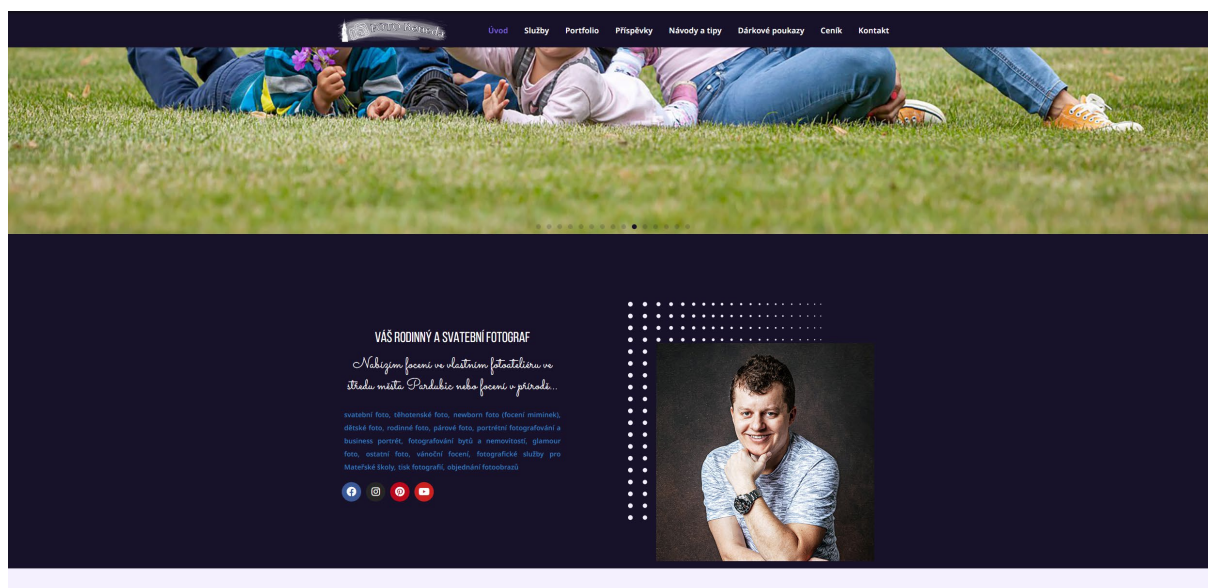 Foto Beneda
Úvod Služby Portfolio Příspěvky Návody a tipy Dárkové poukazy Ceník Kontakt
VÁŠ RODINNÝ A SVATEBNÍ FOTOGRAF
Nabízím focení ve vlastním fotoateliéru ve
středu města Pardubic nebo focení v přírodě...
svatební foto, těhotenské foto, newborn foto (focení miminek),
dětské foto, rodinné foto, párové foto, portrétní fotografování a
business portrét, fotografování bytů a nemovitostí, glamour
foto, ostatní foto, vánoční focení, fotografické služby pro
Mateřské školy, tisk fotografií, objednání fotoobrazů